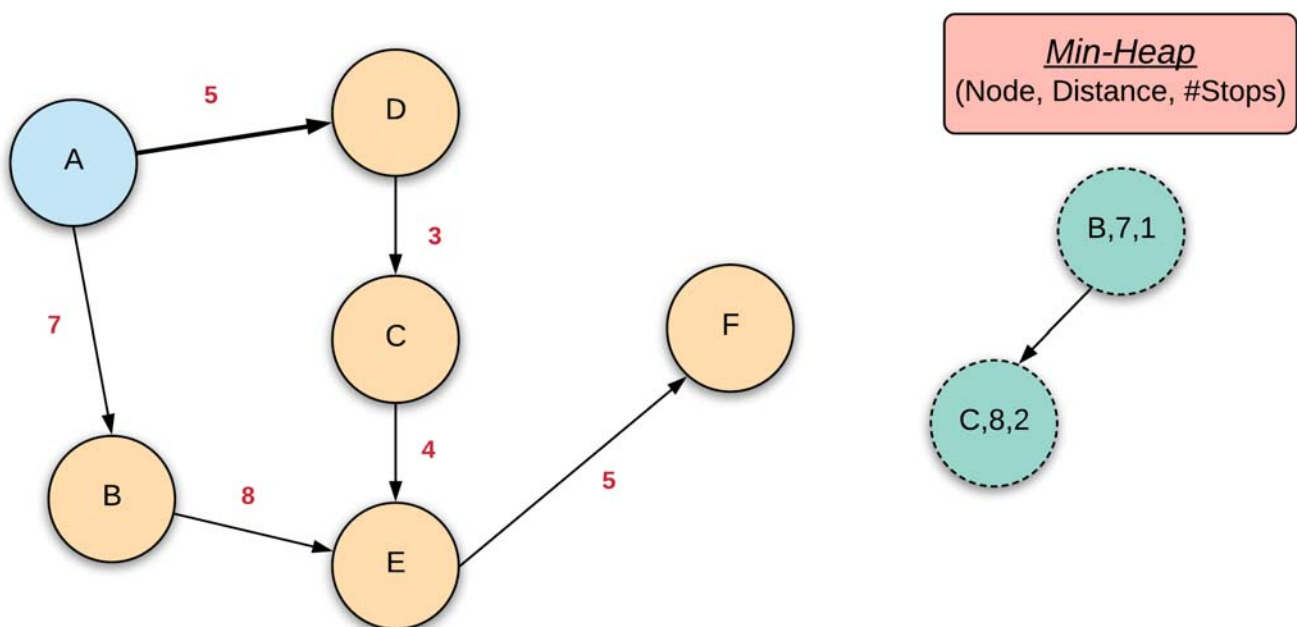 Min-Heap
(Node, Distance, #Stops)
5
D
A
3
B,7,1
7
C
F
C,8,2
4
B
8
5
E